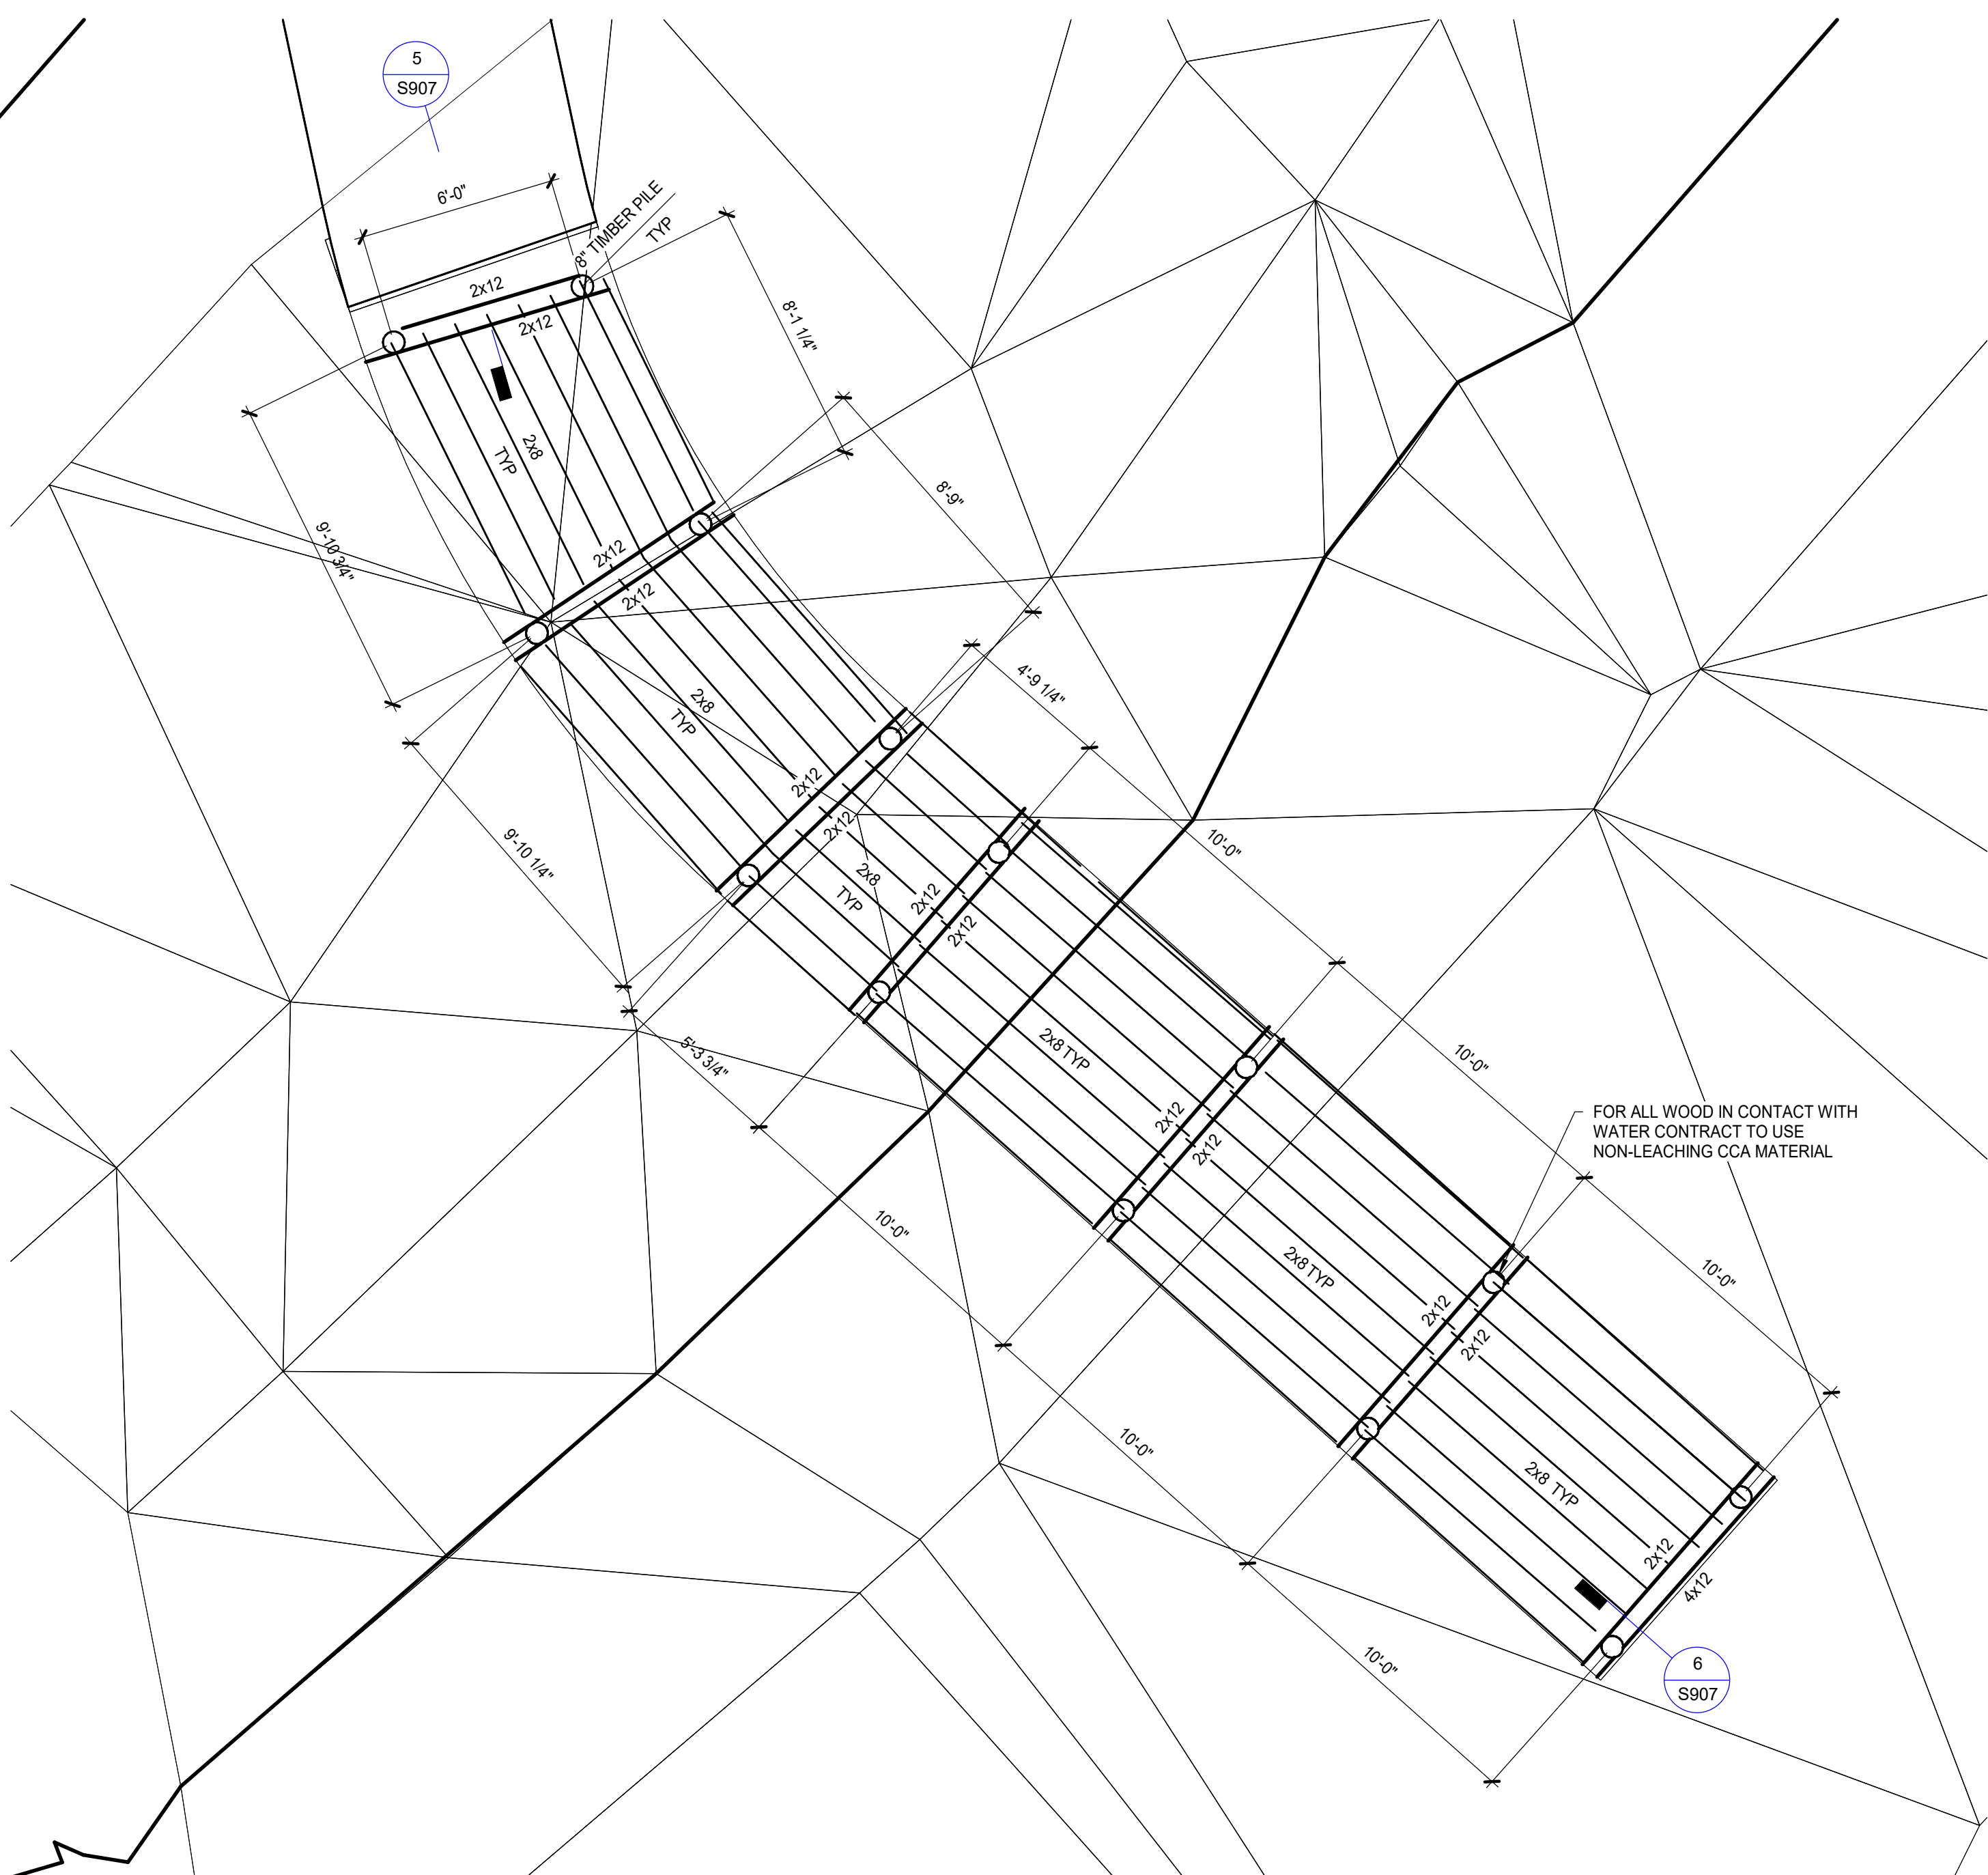 5
S907
6'-0"
8" TIMBER PILE
TYP
2x12
2x12
8'-1 1/4"
2x8
TYP
9'-10 3/4"
8'-9"
2x12
2x12
4'-9 1/4"
2x8
TYP
9'-10 1/4"
2x12
2x12
10'-0"
2x8
TYP
2x12
2x12
5'-3 3/4"
2x8 TYP
10'-0"
FOR ALL WOOD IN CONTACT WITH
WATER CONTRACT TO USE
NON-LEACHING CCA MATERIAL
2x12
2x12
10'-0"
2x8 TYP
10'-0"
2x12
2x12
10'-0"
2x8 TYP
2x12
4x12
10'-0"
6
S907